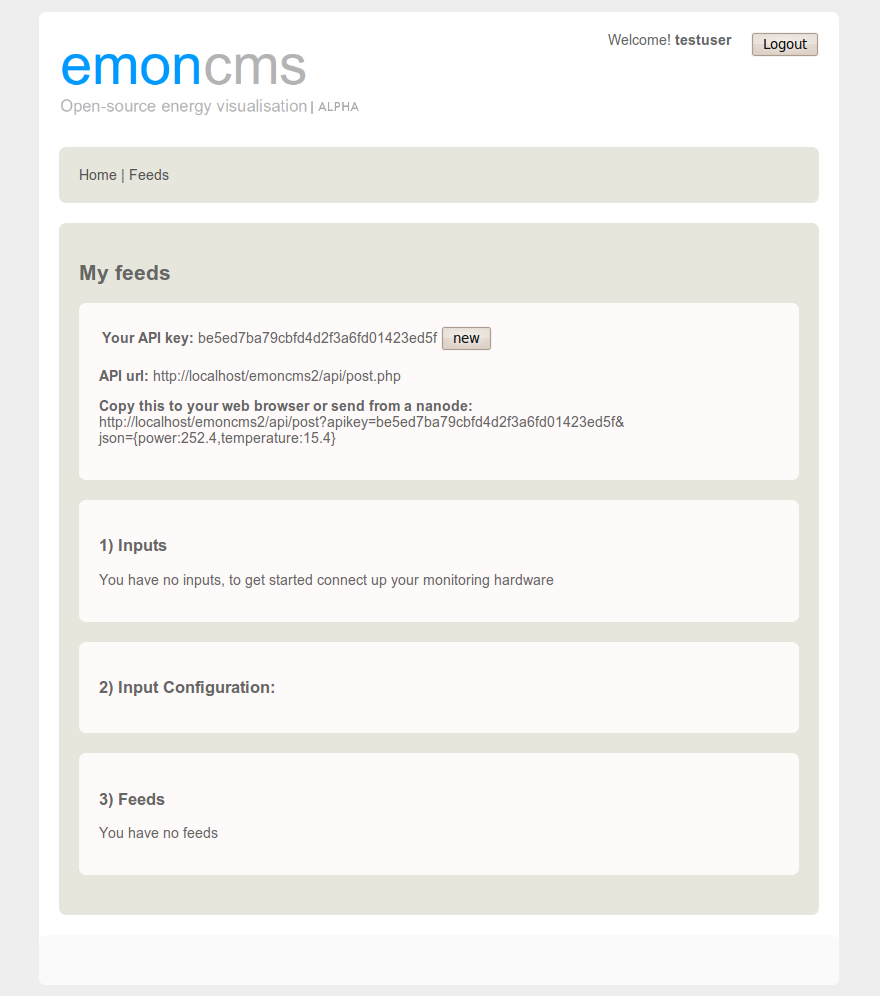 Welcome! testuser Logout
emoncms
Open-source energy visualisation | ALPHA
Home | Feeds
My feeds
Your API key: be5ed7ba79cbfd4d2f3a6fd01423ed5f new
API url: http://localhost/emoncms2/api/post.php
Copy this to your web browser or send from a nanode:
http://localhost/emoncms2/api/post?apikey=be5ed7ba79cbfd4d2f3a6fd01423ed5f&
json={power:252.4,temperature:15.4}
1) Inputs
You have no inputs, to get started connect up your monitoring hardware
2) Input Configuration:
3) Feeds
You have no feeds